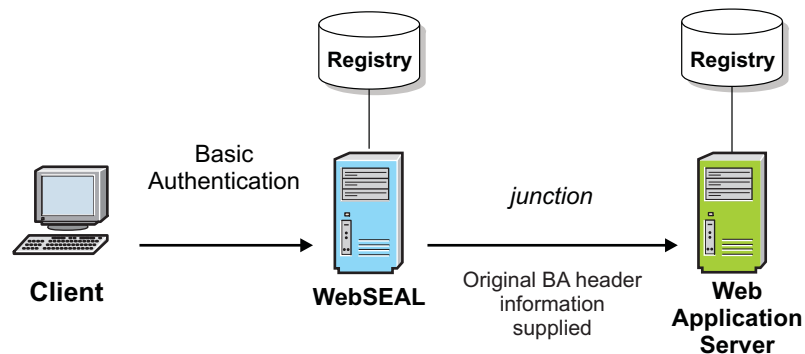 Registry
Registry
Basic
Authentication
junction
Client
WebSEAL
Original BA header
information
supplied
Web
Application
Server